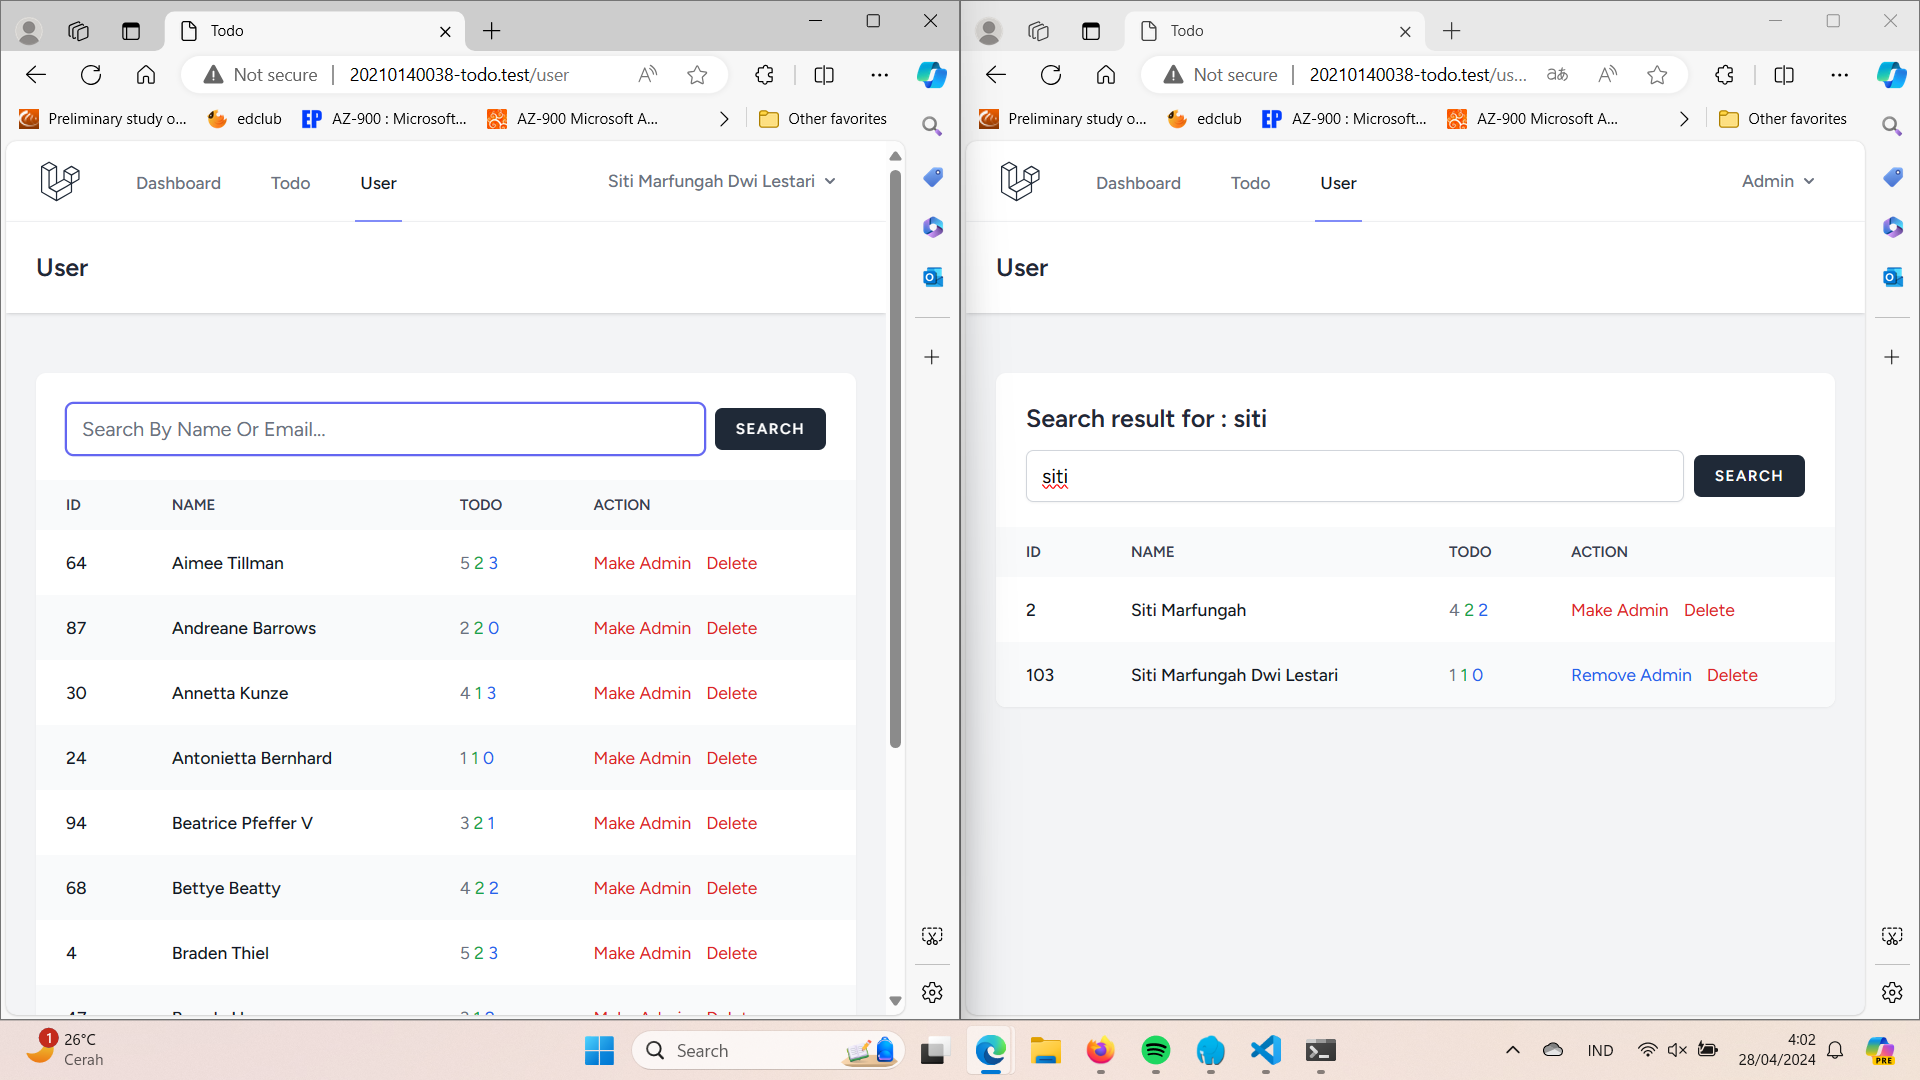 Todo
Not secure 20210140038-todo.test/user
Preliminary study o... edclub AZ-900 : Microsoft... AZ-900 Microsoft A... Other favorites
Dashboard Todo User Siti Marfungah Dwi Lestari
User
Search By Name Or Email... SEARCH
ID NAME TODO ACTION
64 Aimee Tillman 5 2 3 Make Admin Delete
87 Andreane Barrows 2 2 0 Make Admin Delete
30 Annetta Kunze 4 1 3 Make Admin Delete
24 Antonietta Bernhard 1 1 0 Make Admin Delete
94 Beatrice Pfeffer V 3 2 1 Make Admin Delete
68 Bettye Beatty 4 2 2 Make Admin Delete
4 Braden Thiel 5 2 3 Make Admin Delete
Todo
Not secure 20210140038-todo.test/us...
Preliminary study o... edclub AZ-900 : Microsoft... AZ-900 Microsoft A... Other favorites
Dashboard Todo User Admin
User
Search result for : siti
siti SEARCH
ID NAME TODO ACTION
2 Siti Marfungah 4 2 2 Make Admin Delete
103 Siti Marfungah Dwi Lestari 1 1 0 Remove Admin Delete
1 26°C
Cerah
Search
IND
4:02
28/04/2024
PRE